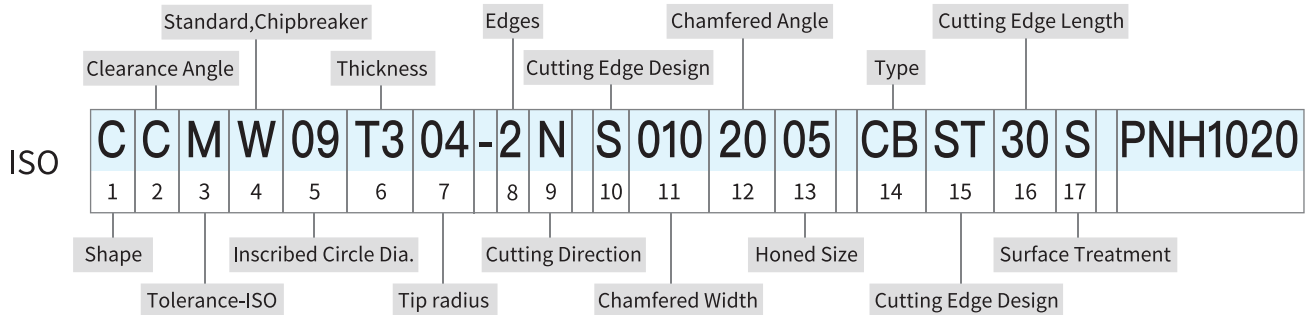 Standard,Chipbreaker Edges Chamfered Angle Cutting Edge Length
Clearance Angle Thickness Cutting Edge Design Type
ISO C C M W 09 T3 04 - 2 N S 010 20 05 CB ST 30 S PNH1020
1 2 3 4 5 6 7 8 9 10 11 12 13 14 15 16 17
Shape Inscribed Circle Dia. Cutting Direction Honed Size Surface Treatment
Tolerance-ISO Tip radius Chamfered Width Cutting Edge Design